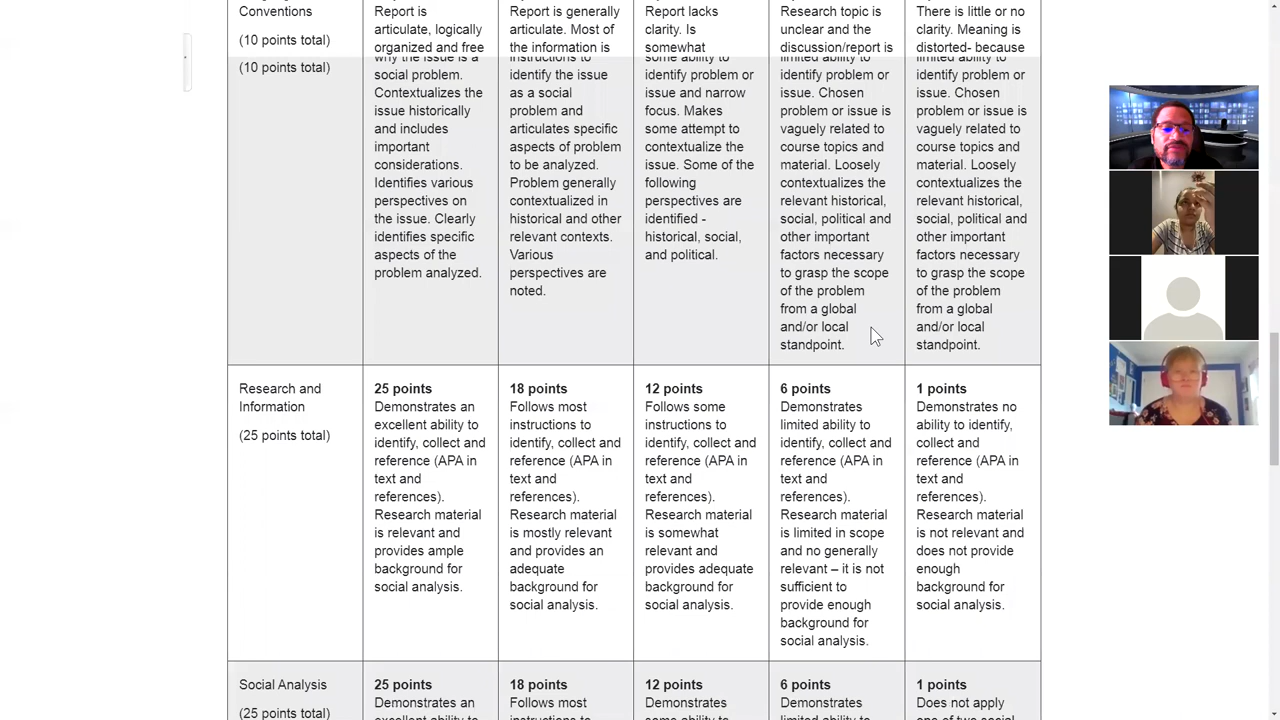 Conventions
(10 points total)
Report is
articulate, logically
organized and free
Report is generally
articulate. Most of
the information is
Report lacks
clarity. Is
somewhat
Research topic is
unclear and the
discussion/report is
There is little or no
clarity. Meaning is
distorted- because
(10 points total)
why the issue is a
social problem.
Contextualizes the
issue historically
and includes
important
considerations.
Identifies various
perspectives on
the issue. Clearly
identifies specific
aspects of the
problem analyzed.
instructions to
identify the issue
as a social
problem and
articulates specific
aspects of problem
to be analyzed.
Problem generally
contextualized in
historical and other
relevant contexts.
Various
perspectives are
noted.
some ability to
identify problem or
issue and narrow
focus. Makes
some attempt to
contextualize the
issue. Some of the
following
perspectives are
identified -
historical, social,
and political.
limited ability to
identify problem or
issue. Chosen
problem or issue is
vaguely related to
course topics and
material. Loosely
contextualizes the
relevant historical,
social, political and
other important
factors necessary
to grasp the scope
of the problem
from a global
and/or local
standpoint.
limited ability to
identify problem or
issue. Chosen
problem or issue is
vaguely related to
course topics and
material. Loosely
contextualizes the
relevant historical,
social, political and
other important
factors necessary
to grasp the scope
of the problem
from a global
and/or local
standpoint.
Research and
Information
(25 points total)
25 points
Demonstrates an
excellent ability to
identify, collect and
reference (APA in
text and
references).
Research material
is relevant and
provides ample
background for
social analysis.
18 points
Follows most
instructions to
identify, collect and
reference (APA in
text and
references).
Research material
is mostly relevant
and provides an
adequate
background for
social analysis.
12 points
Follows some
instructions to
identify, collect and
reference (APA in
text and
references).
Research material
is somewhat
relevant and
provides adequate
background for
social analysis.
6 points
Demonstrates
limited ability to
identify, collect and
reference (APA in
text and
references).
Research material
is limited in scope
and no generally
relevant – it is not
sufficient to
provide enough
background for
social analysis.
1 points
Demonstrates no
ability to identify,
collect and
reference (APA in
text and
references).
Research material
is not relevant and
does not provide
enough
background for
social analysis.
Social Analysis
(25 points total)
25 points
Demonstrates an
excellent ability to
18 points
Follows most
instructions to
12 points
Demonstrates
some ability to
6 points
Demonstrates
limited ability to
1 points
Does not apply
one of two social